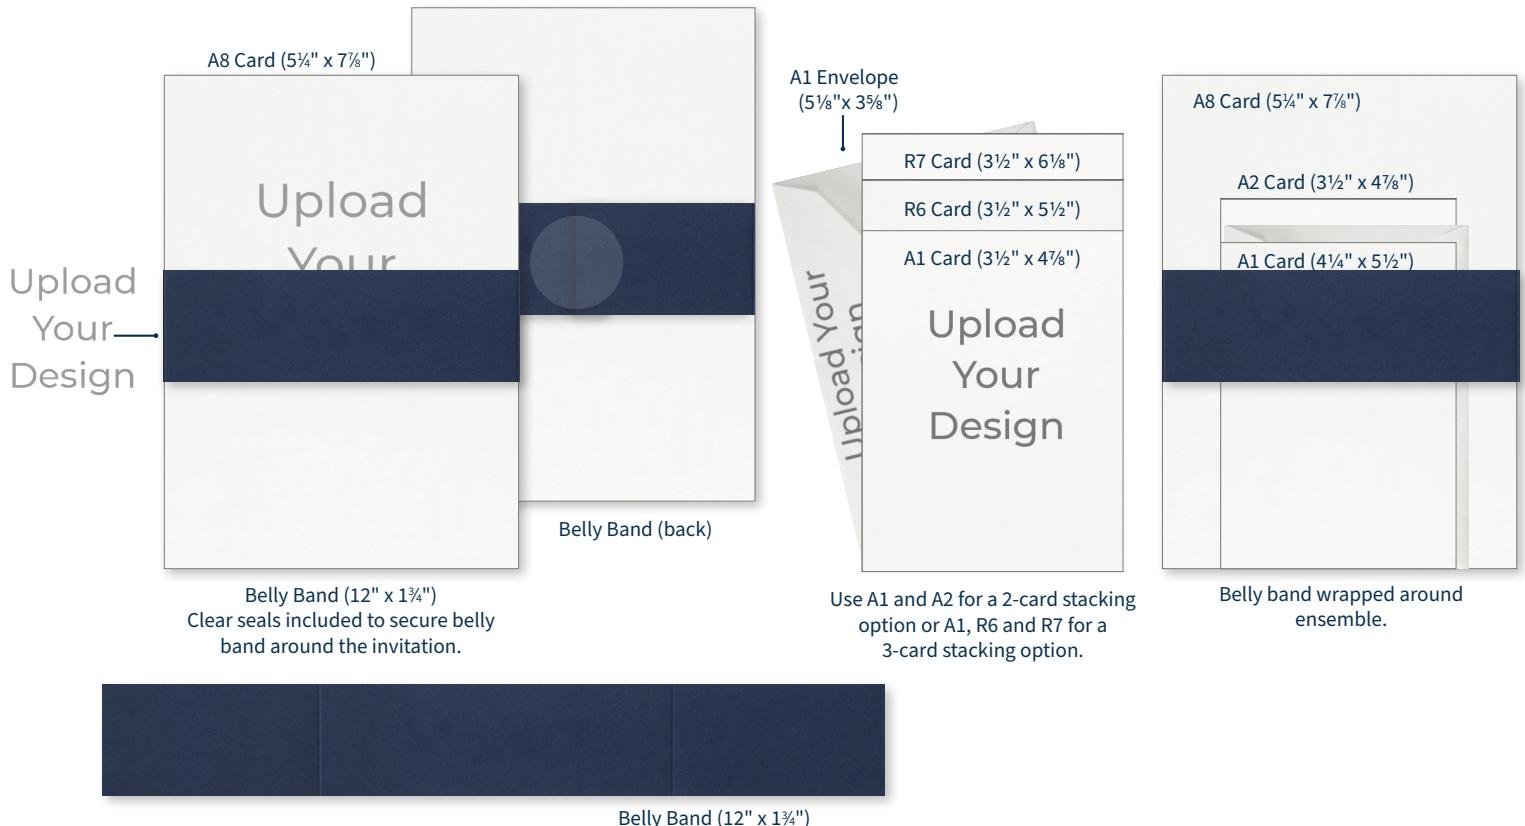 A8 Card (5¼" x 7⅞")
Upload
Your
Upload
Your
Design
Belly Band (back)
Belly Band (12" x 1¾")
Clear seals included to secure belly
band around the invitation.
A1 Envelope
(5⅛"x 3⅝")
R7 Card (3½" x 6⅛")
R6 Card (3½" x 5½")
A1 Card (3½" x 4⅞")
Upload
Your
Design
Upload Your
Use A1 and A2 for a 2-card stacking
option or A1, R6 and R7 for a
3-card stacking option.
A8 Card (5¼" x 7⅞")
A2 Card (3½" x 4⅞")
A1 Card (4¼" x 5½")
Belly band wrapped around
ensemble.
Belly Band (12" x 1¾")